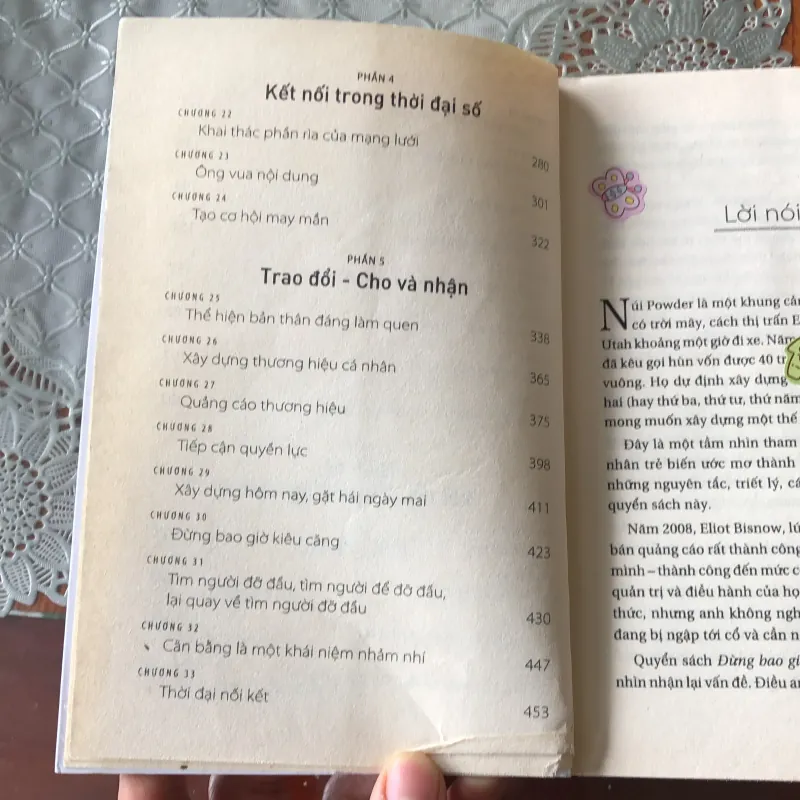 PHẦN 4
Kết nối trong thời đại số
CHƯƠNG 22
Khai thác phần rìa của mạng lưới
280
CHƯƠNG 23
Ông vua nội dung
301
CHƯƠNG 24
Tạo cơ hội may mắn
322
PHẦN 5
Trao đổi - Cho và nhận
CHƯƠNG 25
Thể hiện bản thân đáng làm quen
338
CHƯƠNG 26
Xây dựng thương hiệu cá nhân
365
CHƯƠNG 27
Quảng cáo thương hiệu
375
CHƯƠNG 28
Tiếp cận quyền lực
398
CHƯƠNG 29
Xây dựng hôm nay, gặt hái ngày mai
411
CHƯƠNG 30
Đừng bao giờ kiêu căng
423
CHƯƠNG 31
Tìm người đỡ đầu, tìm người để đỡ đầu,
lại quay về tìm người đỡ đầu
430
CHƯƠNG 32
Cân bằng là một khái niệm nhảm nhí
447
CHƯƠNG 33
Thời đại nối kết
453
Lời nói
Núi Powder là một khung cản
có trời mây, cách thị trấn E
Utah khoảng một giờ đi xe. Năm
đã kêu gọi hùn vốn được 40 tr
vuông. Họ dự định xây dựng
hai (hay thứ ba, thứ tư, thứ năm
mong muốn xây dựng một thế
Đây là một tầm nhìn tham
nhân trẻ biến ước mơ thành
những nguyên tắc, triết lý, cá
quyển sách này.
Năm 2008, Eliot Bisnow, lú
bán quảng cáo rất thành công
mình – thành công đến mức c
quản trị và điều hành của họ
thức, nhưng anh không ngh
đang bị ngập tới cổ và cần n
Quyển sách Đừng bao gi
nhìn nhận lại vấn đề. Điều an